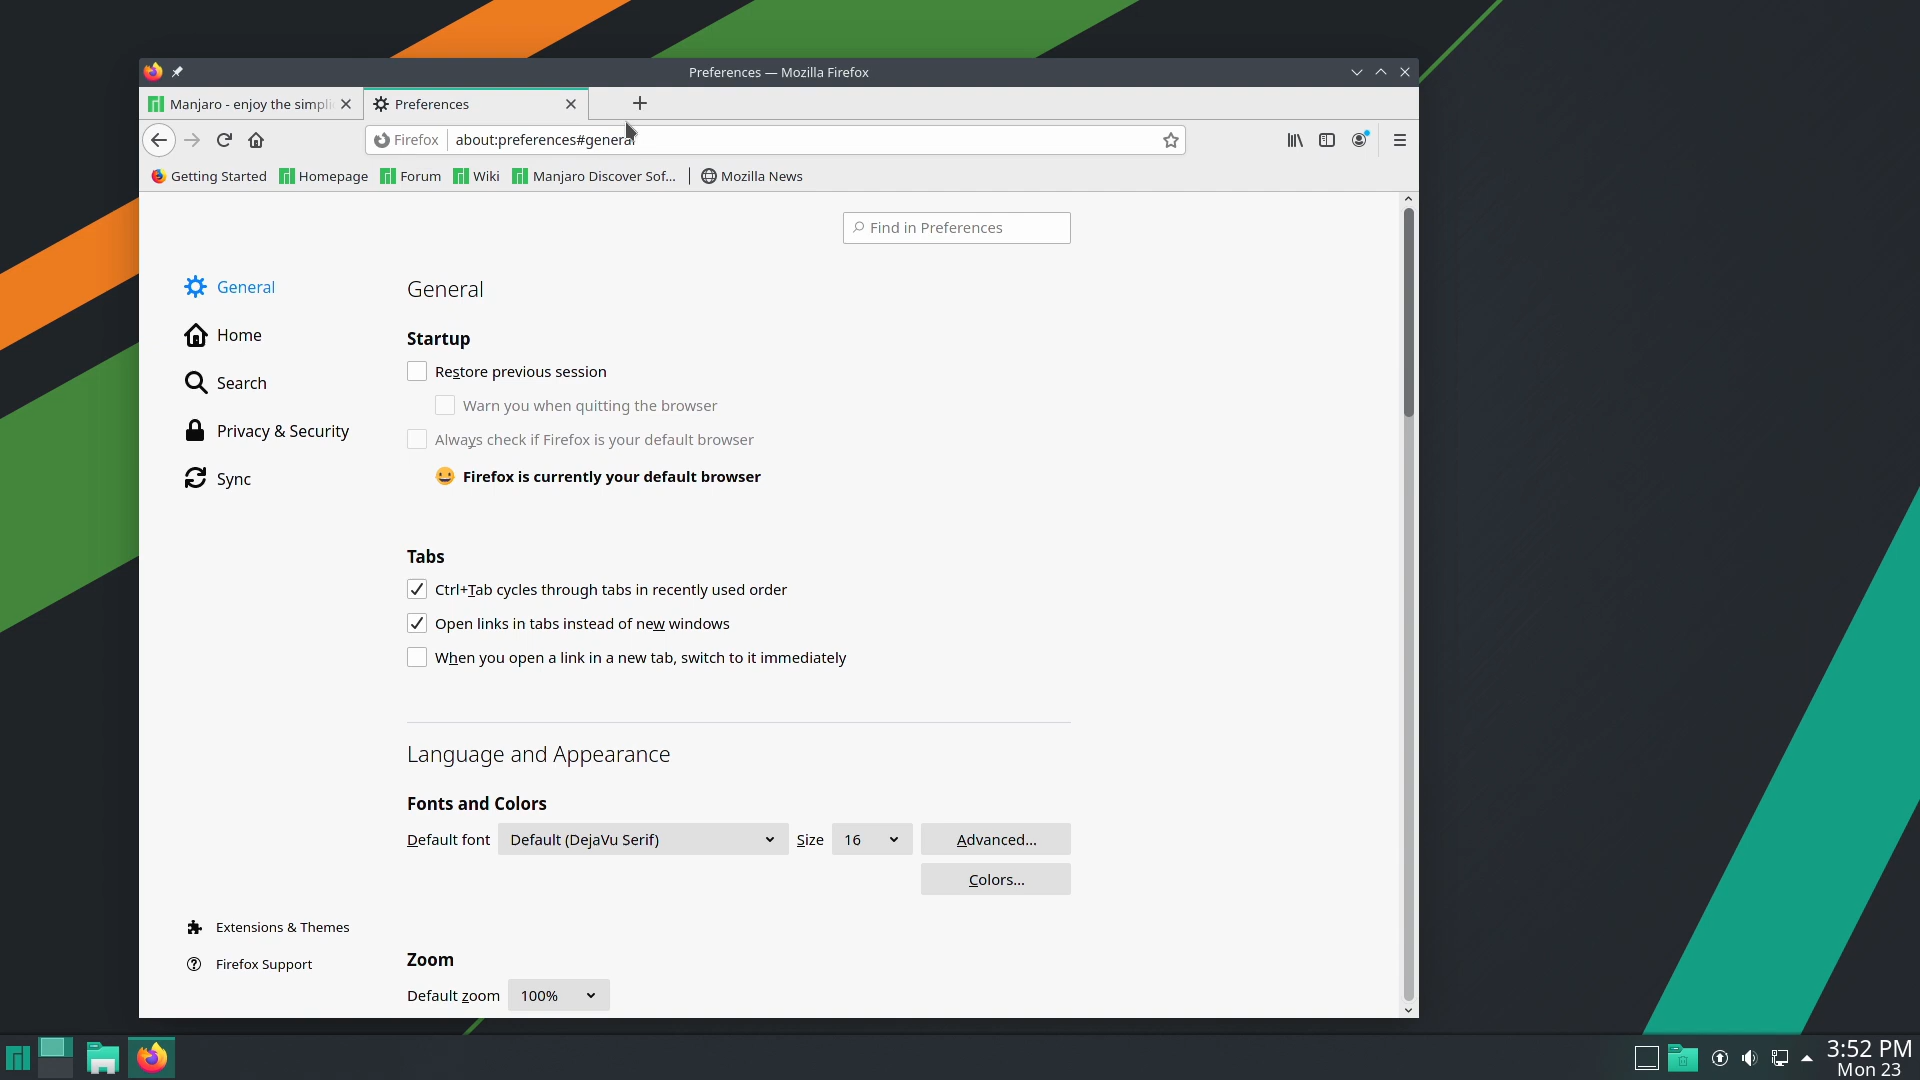 Preferences — Mozilla Firefox
Manjaro - enjoy the simpli
Preferences
Firefox
about:preferences#general
Getting Started
Homepage
Forum
Wiki
Manjaro Discover Sof...
Mozilla News
Find in Preferences
General
Home
Search
Privacy & Security
Sync
Extensions & Themes
Firefox Support
General
Startup
Restore previous session
Warn you when quitting the browser
Always check if Firefox is your default browser
Firefox is currently your default browser
Tabs
Ctrl+Tab cycles through tabs in recently used order
Open links in tabs instead of new windows
When you open a link in a new tab, switch to it immediately
Language and Appearance
Fonts and Colors
Default font Default (DejaVu Serif) Size 16 Advanced...
Colors...
Zoom
Default zoom 100%
3:52 PM
Mon 23